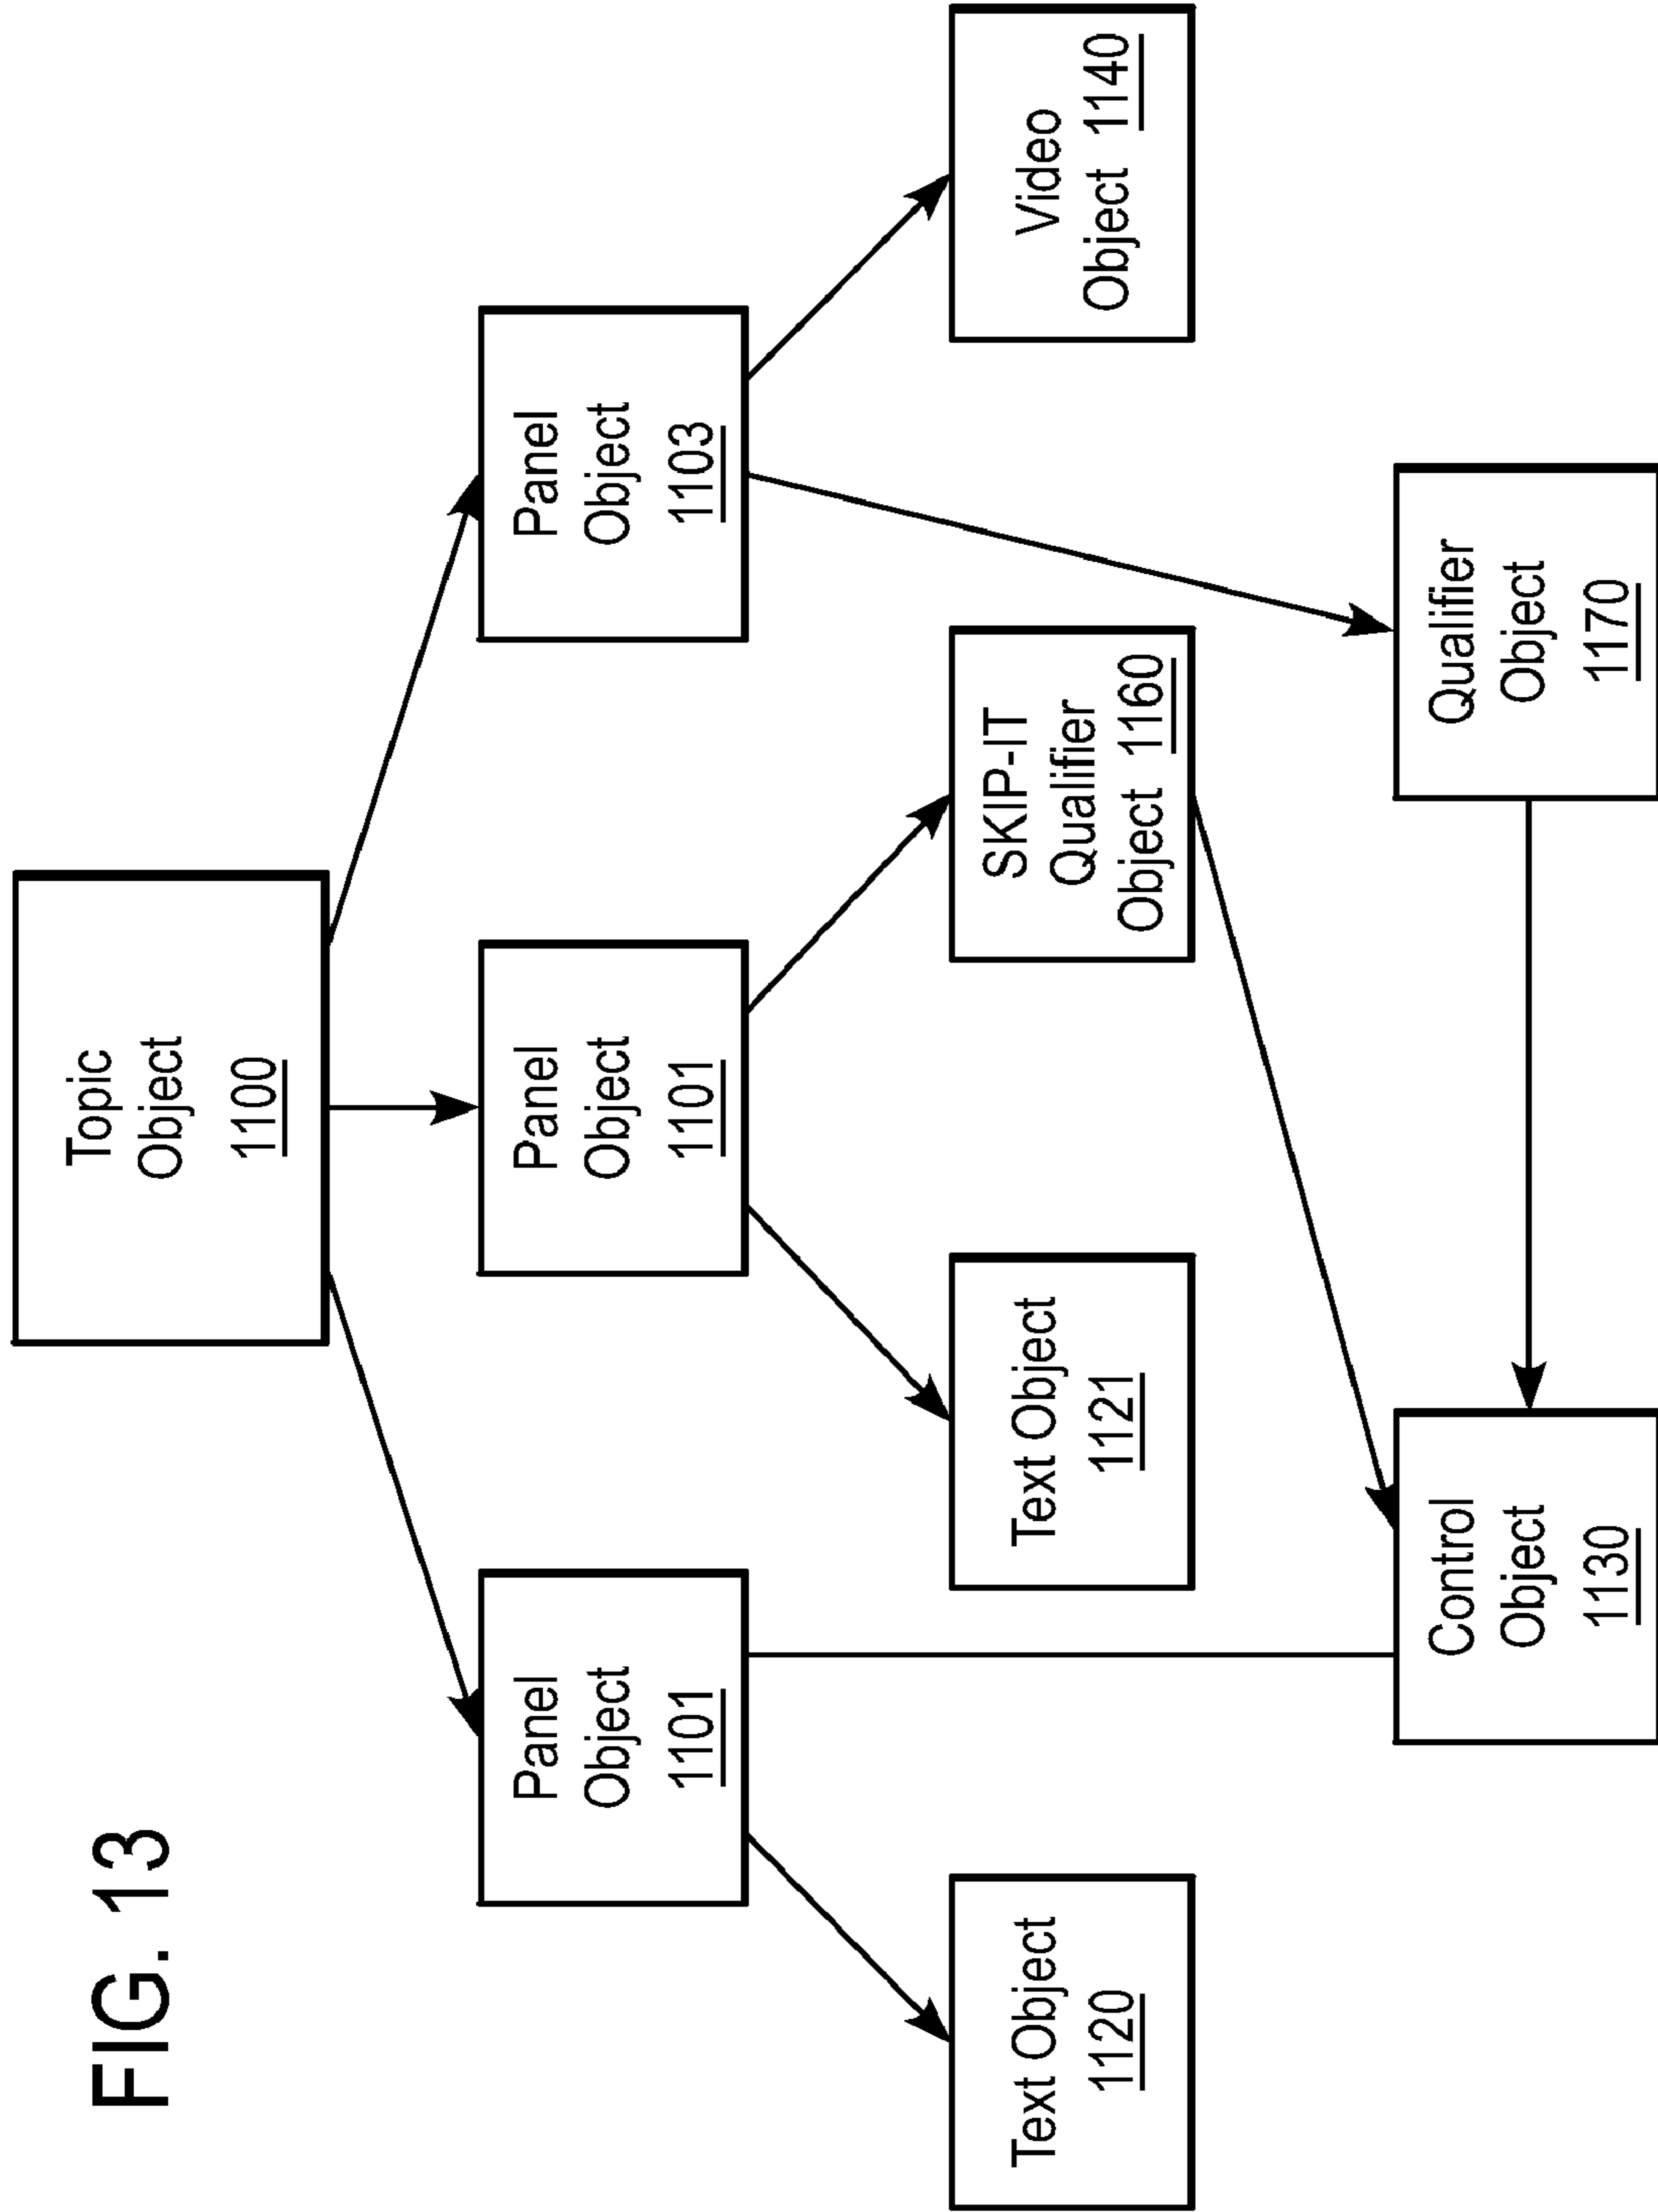 FIG. 13
Topic
Object
1100
Panel
Object
1101
Panel
Object
1101
Panel
Object
1103
Text Object
1120
Text Object
1121
SKIP-IT
Qualifier
Object 1160
Video
Object 1140
Control
Object
1130
Qualifier
Object
1170